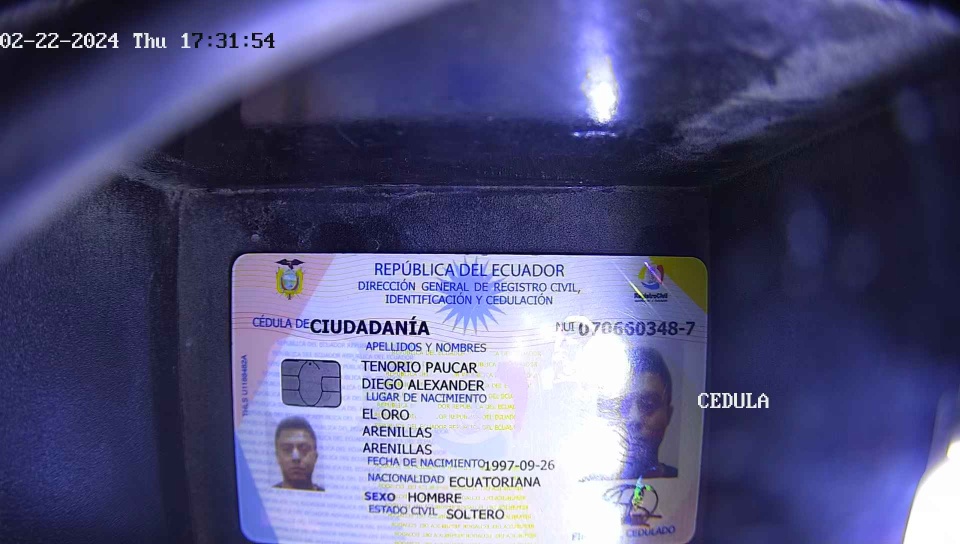 02-22-2024 Thu 17:31:54
REPÚBLICA DEL ECUADOR
DIRECCIÓN GENERAL DE REGISTRO CIVIL,
IDENTIFICACIÓN Y CEDULACIÓN
CÉDULA DE CIUDADANÍA
NUI 070660348-7
APELLIDOS Y NOMBRES
TENORIO PAUCAR
DIEGO ALEXANDER
LUGAR DE NACIMIENTO
CEDULA
EL ORO
ARENILLAS
ARENILLAS
FECHA DE NACIMIENTO 1997-09-26
NACIONALIDAD ECUATORIANA
SEXO HOMBRE
ESTADO CIVIL SOLTERO
CEDULADO